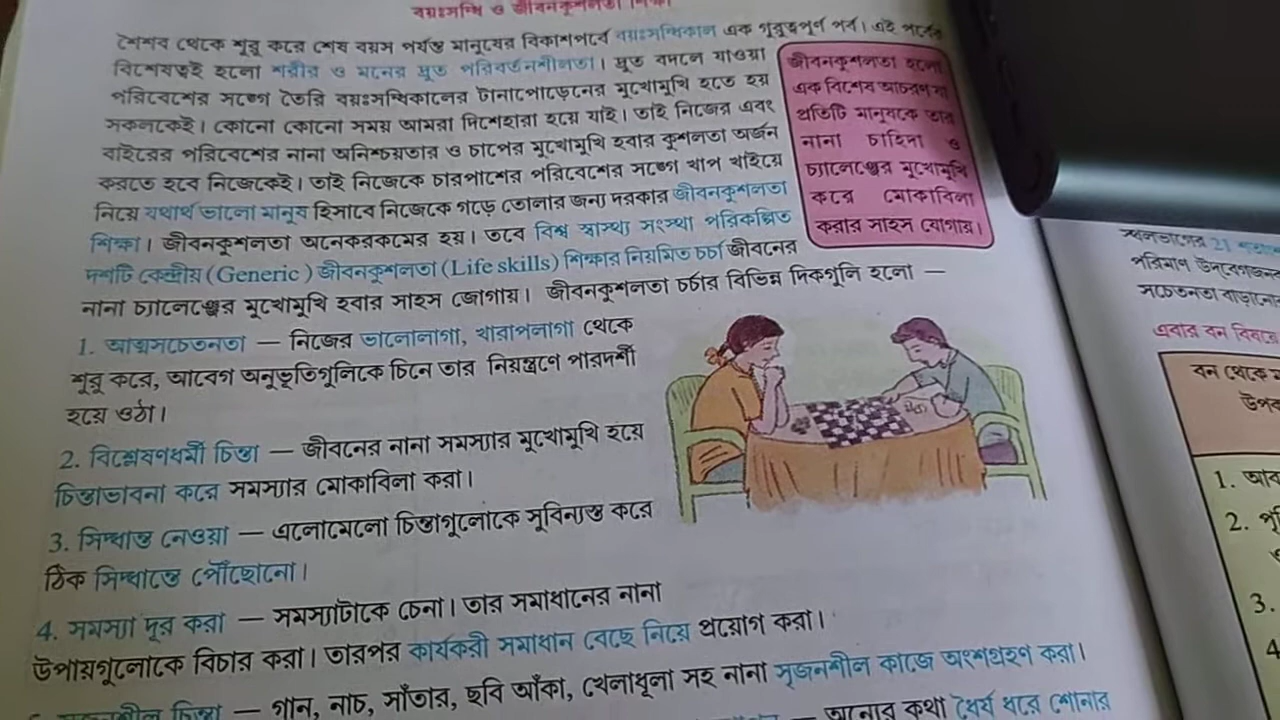 বয়ঃসন্ধি ও জীবনকুশলতা শিক্ষা
শৈশব থেকে শুরু করে শেষ বয়স পর্যন্ত মানুষের বিকাশপর্বে বয়ঃসন্ধিকাল এক গুরুত্বপূর্ণ পর্ব। এই পর্বের
বিশেষত্বই হলো শরীর ও মনের দ্রুত পরিবর্তনশীলতা। দ্রুত বদলে যাওয়া
পরিবেশের সঙ্গে তৈরি বয়ঃসন্ধিকালের টানাপোড়েনের মুখোমুখি হতে হয়
সকলকেই। কোনো কোনো সময় আমরা দিশেহারা হয়ে যাই। তাই নিজের এবং
বাইরের পরিবেশের নানা অনিশ্চয়তার ও চাপের মুখোমুখি হবার কুশলতা অর্জন
করতে হবে নিজেকেই। তাই নিজেকে চারপাশের পরিবেশের সঙ্গে খাপ খাইয়ে
নিয়ে যথার্থ ভালো মানুষ হিসাবে নিজেকে গড়ে তোলার জন্য দরকার জীবনকুশলতা
শিক্ষা। জীবনকুশলতা অনেকরকমের হয়। তবে বিশ্ব স্বাস্থ্য সংস্থা পরিকল্পিত
দশটি কেন্দ্রীয় (Generic) জীবনকুশলতা (Life skills) শিক্ষার নিয়মিত চর্চা জীবনের
নানা চ্যালেঞ্জের মুখোমুখি হবার সাহস জোগায়। জীবনকুশলতা চর্চার বিভিন্ন দিকগুলি হলো —
জীবনকুশলতা হলো
এক বিশেষ আচরণ যা
প্রতিটি মানুষকে তার
নানা চাহিদা ও
চ্যালেঞ্জের মুখোমুখি
করে মোকাবিলা
করার সাহস যোগায়।
1. আত্মসচেতনতা — নিজের ভালোলাগা, খারাপলাগা থেকে
শুরু করে, আবেগ অনুভূতিগুলিকে চিনে তার নিয়ন্ত্রণে পারদর্শী
হয়ে ওঠা।
2. বিশ্লেষণধর্মী চিন্তা — জীবনের নানা সমস্যার মুখোমুখি হয়ে
চিন্তাভাবনা করে সমস্যার মোকাবিলা করা।
3. সিদ্ধান্ত নেওয়া — এলোমেলো চিন্তাগুলোকে সুবিন্যস্ত করে
ঠিক সিদ্ধান্তে পৌঁছোনো।
4. সমস্যা দূর করা — সমস্যাটাকে চেনা। তার সমাধানের নানা
উপায়গুলোকে বিচার করা। তারপর কার্যকরী সমাধান বেছে নিয়ে প্রয়োগ করা।
সৃজনশীল চিন্তা — গান, নাচ, সাঁতার, ছবি আঁকা, খেলাধূলা সহ নানা সৃজনশীল কাজে অংশগ্রহণ করা।
— অন্যের কথা ধৈর্য ধরে শোনার
স্থলভাগের 21
পরিমাণ
সচেতনতা
এবার বন
বন থেকে
1.
2.
3.
4